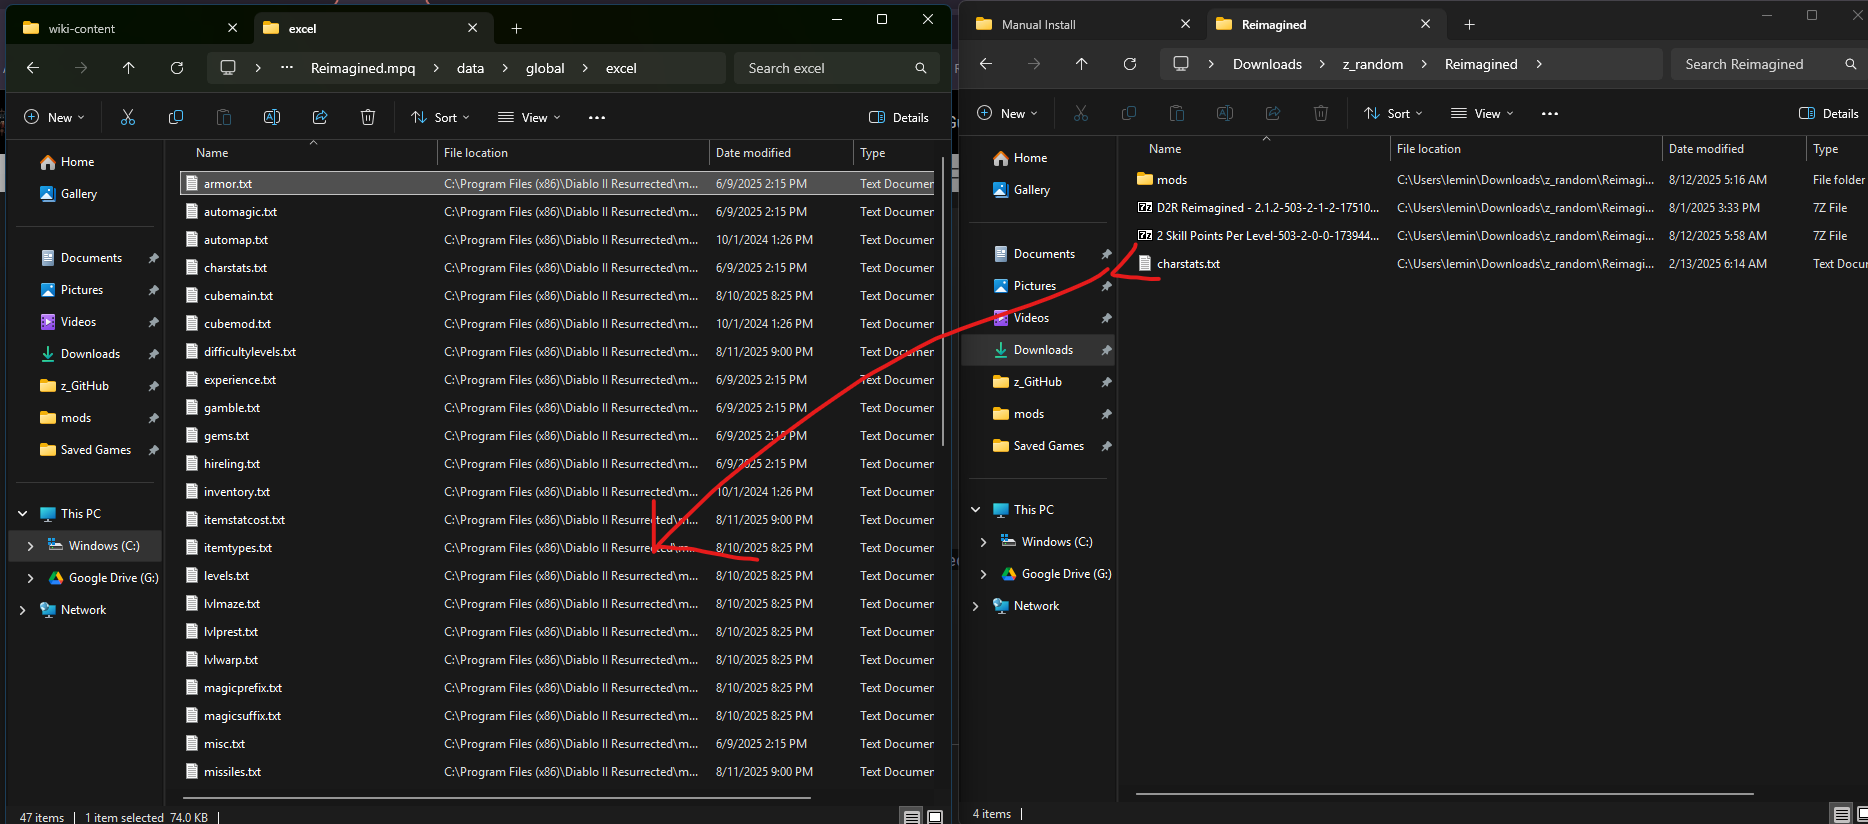 wiki-content
excel
Reimagined.mpq
data
global
excel
Search excel
New
Sort
View
Details
Home
Gallery
Documents
Pictures
Videos
Downloads
z_GitHub
mods
Saved Games
This PC
Windows (C:)
Google Drive (G:)
Network
Name File location Date modified Type
armor.txt C:\Program Files (x86)\Diablo II Resurrected\m... 6/9/2025 2:15 PM Text Documer
automagic.txt C:\Program Files (x86)\Diablo II Resurrected\m... 6/9/2025 2:15 PM Text Documer
automap.txt C:\Program Files (x86)\Diablo II Resurrected\m... 10/1/2024 1:26 PM Text Documer
charstats.txt C:\Program Files (x86)\Diablo II Resurrected\m... 6/9/2025 2:15 PM Text Documer
cubemain.txt C:\Program Files (x86)\Diablo II Resurrected\m... 8/10/2025 8:25 PM Text Documer
cubemod.txt C:\Program Files (x86)\Diablo II Resurrected\m... 10/1/2024 1:26 PM Text Documer
difficultylevels.txt C:\Program Files (x86)\Diablo II Resurrected\m... 8/11/2025 9:00 PM Text Documer
experience.txt C:\Program Files (x86)\Diablo II Resurrected\m... 6/9/2025 2:15 PM Text Documer
gamble.txt C:\Program Files (x86)\Diablo II Resurrected\m... 6/9/2025 2:15 PM Text Documer
gems.txt C:\Program Files (x86)\Diablo II Resurrected\m... 6/9/2025 2:15 PM Text Documer
hireling.txt C:\Program Files (x86)\Diablo II Resurrected\m... 6/9/2025 2:15 PM Text Documer
inventory.txt C:\Program Files (x86)\Diablo II Resurrected\m... 10/1/2024 1:26 PM Text Documer
itemstatcost.txt C:\Program Files (x86)\Diablo II Resurrected\m... 8/11/2025 9:00 PM Text Documer
itemtypes.txt C:\Program Files (x86)\Diablo II Resurrected\m... 8/10/2025 8:25 PM Text Documer
levels.txt C:\Program Files (x86)\Diablo II Resurrected\m... 8/10/2025 8:25 PM Text Documer
lvlmaze.txt C:\Program Files (x86)\Diablo II Resurrected\m... 8/10/2025 8:25 PM Text Documer
lvlprest.txt C:\Program Files (x86)\Diablo II Resurrected\m... 8/10/2025 8:25 PM Text Documer
lvlwarp.txt C:\Program Files (x86)\Diablo II Resurrected\m... 8/10/2025 8:25 PM Text Documer
magicprefix.txt C:\Program Files (x86)\Diablo II Resurrected\m... 8/10/2025 8:25 PM Text Documer
magicsuffix.txt C:\Program Files (x86)\Diablo II Resurrected\m... 8/10/2025 8:25 PM Text Documer
misc.txt C:\Program Files (x86)\Diablo II Resurrected\m... 6/9/2025 2:15 PM Text Documer
missiles.txt C:\Program Files (x86)\Diablo II Resurrected\m... 8/11/2025 9:00 PM Text Documer
47 items 1 item selected 74.0 KB
Manual Install
Reimagined
Downloads
z_random
Reimagined
Search Reimagined
New
Sort
View
Details
Home
Gallery
Documents
Pictures
Videos
Downloads
z_GitHub
mods
Saved Games
This PC
Windows (C:)
Google Drive (G:)
Network
Name File location Date modified Type
mods C:\Users\lemin\Downloads\z_random\Reimagi... 8/12/2025 5:16 AM File folder
D2R Reimagined - 2.1.2-503-2-1-2-17510... C:\Users\lemin\Downloads\z_random\Reimagi... 8/1/2025 3:33 PM 7Z File
2 Skill Points Per Level-503-2-0-0-173944... C:\Users\lemin\Downloads\z_random\Reimagi... 8/12/2025 5:58 AM 7Z File
charstats.txt C:\Users\lemin\Downloads\z_random\Reimagi... 2/13/2025 6:14 AM Text Docu
4 items